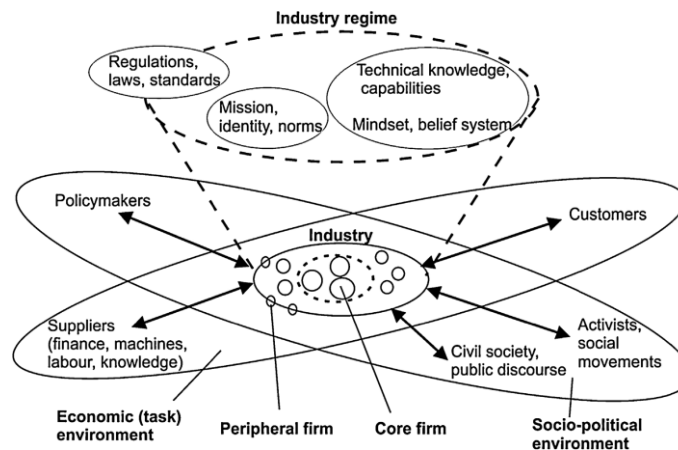 Industry regime
Regulations,
laws, standards
Mission,
identity, norms
Technical knowledge,
capabilities
Mindset, belief system
Policymakers
Customers
Industry
Suppliers
(finance, machines,
labour, knowledge)
Civil society,
public discourse
Activists,
social
movements
Economic (task)
environment
Peripheral firm
Core firm
Socio-political
environment